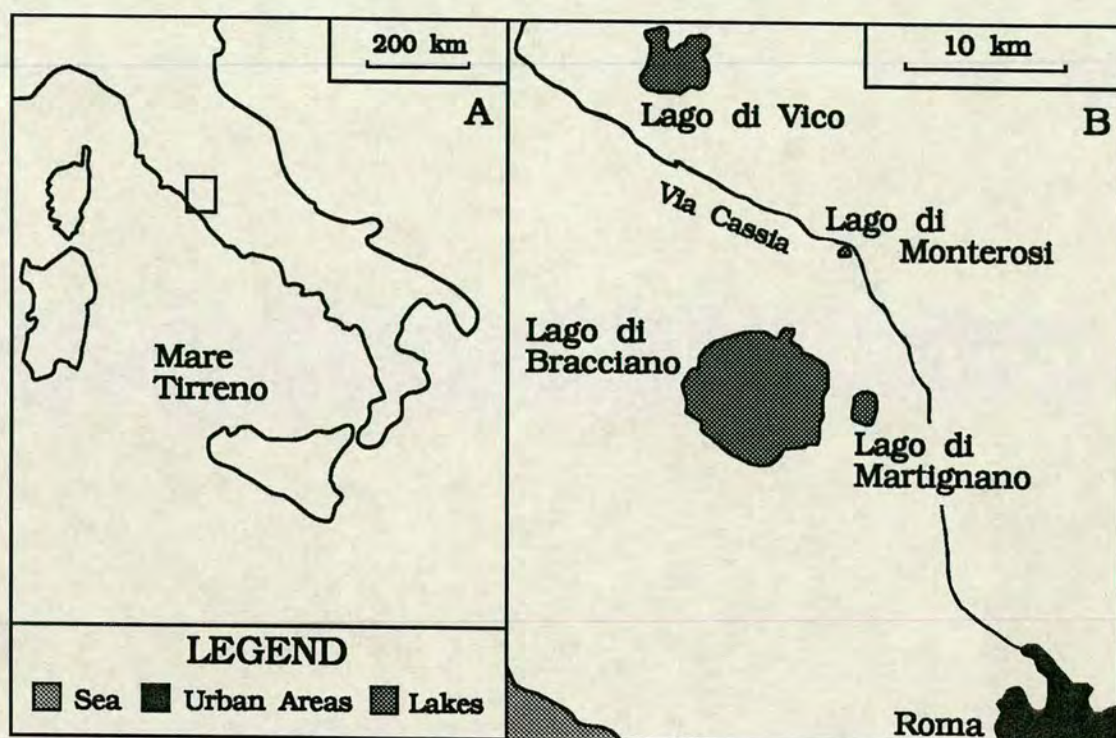 200 km
A
Mare
Tirreno
LEGEND
Sea Urban Areas Lakes
10 km
B
Lago di Vico
Via Cassia
Lago di
Monterosi
Lago di
Bracciano
Lago di
Martignano
Roma